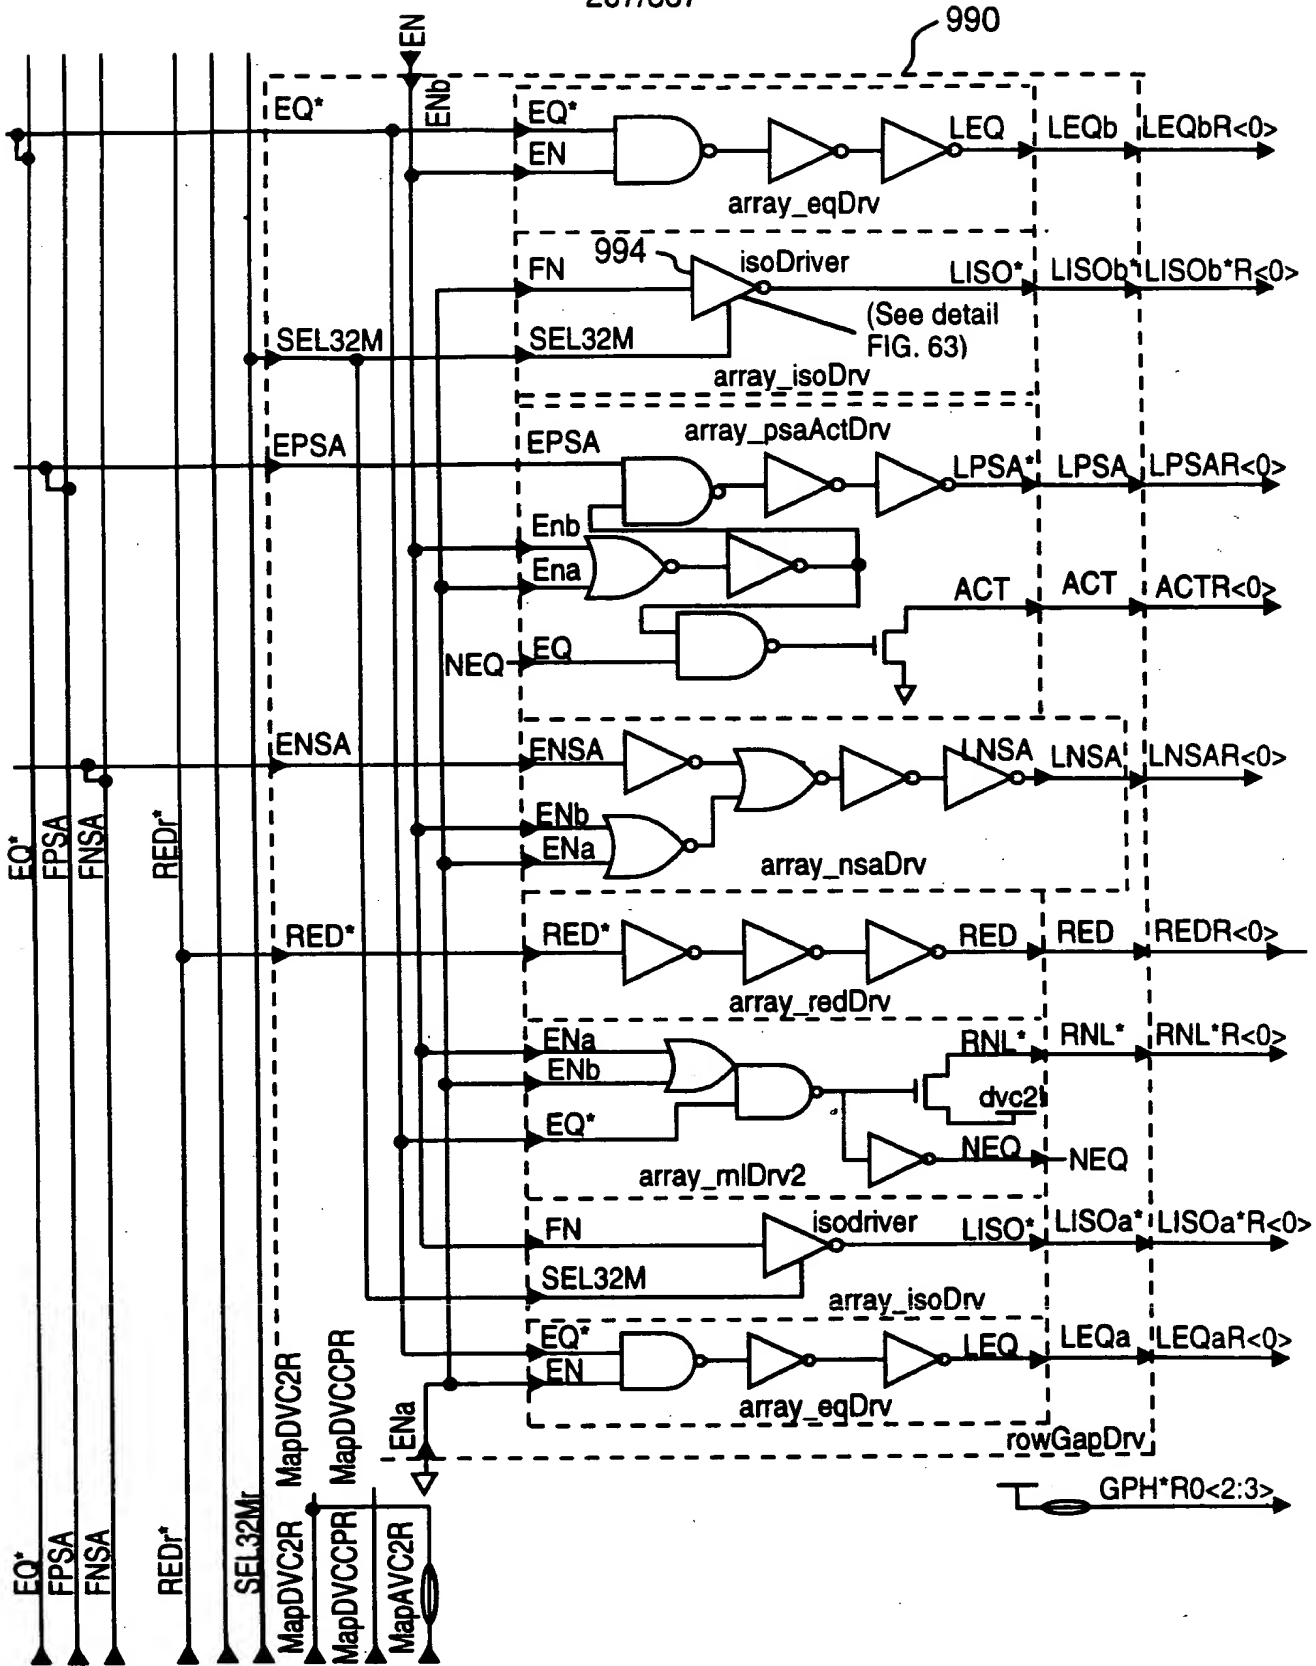 990
EN
ENb
EQ*
EQ*
EN
LEQ
LEQb
LEQbR<0>
array_eqDrv
994
FN
isoDriver
LISO*
LISOb*
LISOb*R<0>
(See detail
FIG. 63)
SEL32M
SEL32M
array_isoDrv
array_psaActDrv
EPSA
EPSA
LPSA*
LPSA
LPSAR<0>
Enb
Ena
ACT
ACT
ACTR<0>
NEQ
EQ
ENSA
ENSA
LNSA
LNSA
LNSAR<0>
ENb
ENa
array_nsaDrv
EQ*
FPSA
FNSA
REDr*
RED*
RED*
RED
RED
REDR<0>
array_redDrv
ENa
ENb
RNL*
RNL*
RNL*R<0>
dvc2
EQ*
NEQ
NEQ
array_mlDrv2
FN
isodriver
LISO*
LISOa*
LISOa*R<0>
SEL32M
array_isoDrv
EQ*
EN
LEQ
LEQa
LEQaR<0>
array_eqDrv
MapDVC2R
MapDVCCPR
ENa
rowGapDrv
GPH*R0<2:3>
EQ*
FPSA
FNSA
REDr*
SEL32Mr
MapDVC2R
MapDVCCPR
MapAVC2R